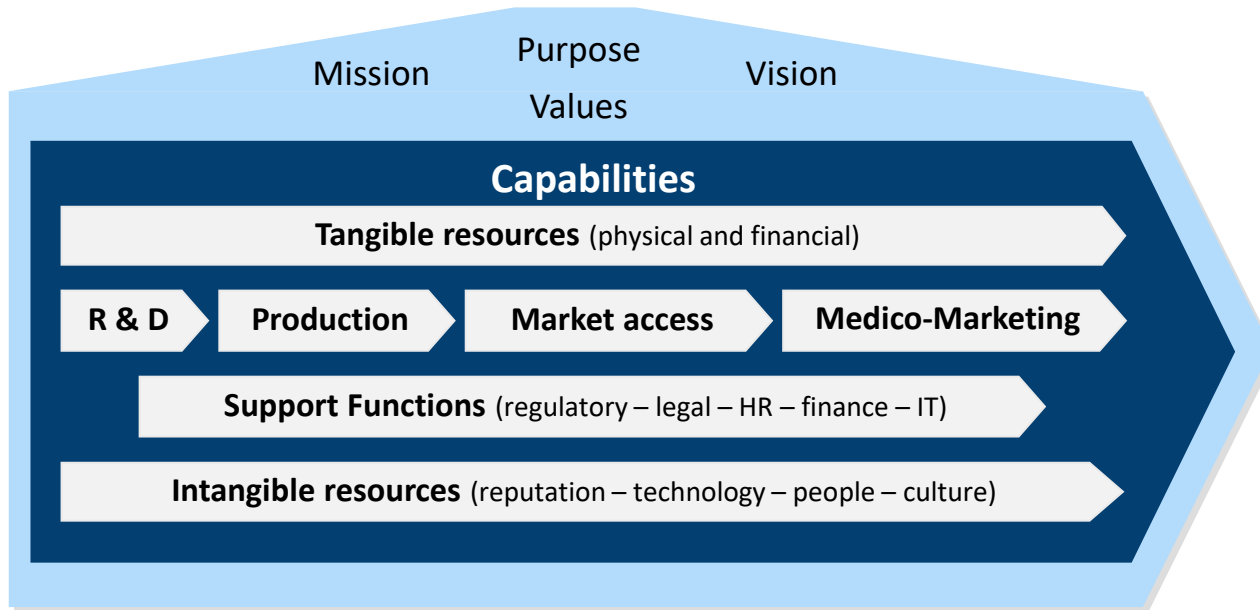 Purpose
Mission
Vision
Values
Capabilities
Tangible resources (physical and financial)
R & D
Production
Market access
Medico-Marketing
Support Functions (regulatory – legal – HR – finance – IT)
Intangible resources (reputation – technology – people – culture)